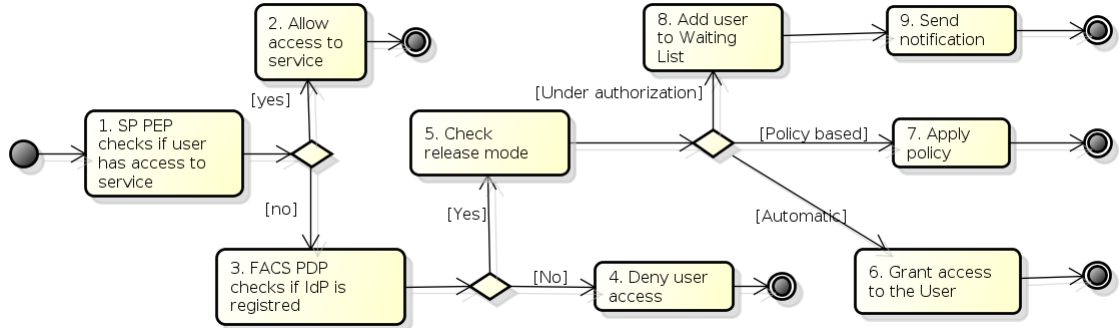 2. Allow
access to
service
[yes]
1. SP PEP
checks if user
has access to
service
[no]
3. FACS PDP
checks if IdP is
registred
[Yes]
[No]
4. Deny user
access
5. Check
release mode
[Under authorization]
8. Add user
to Waiting
List
9. Send
notification
[Policy based]
7. Apply
policy
[Automatic]
6. Grant access
to the User